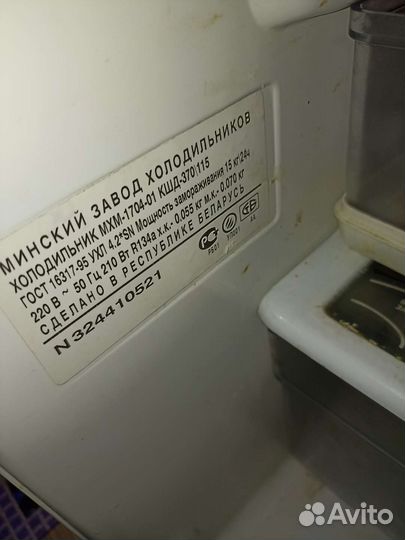 МИНСКИЙ ЗАВОД ХОЛОДИЛЬНИКОВ
ХОЛОДИЛЬНИК МХМ-1704-01 КШД-370\115
ГОСТ 16317-95 УХЛ 4.2*SN Мощность замораживания 15 кг\24ч
220 В ~ 50 Гц 210 Вт R134a х.к.- 0,055 кг м.к.- 0,070 кг
СДЕЛАНО В РЕСПУБЛИКЕ БЕЛАРУСЬ
N 324410521
АЯ46
Avito